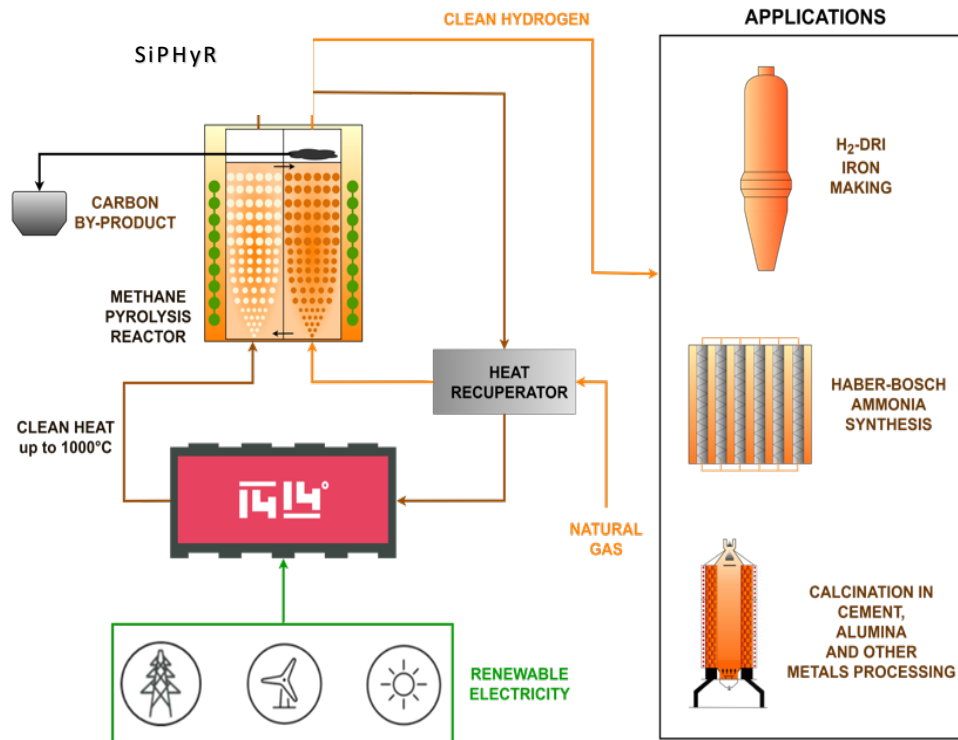 CLEAN HYDROGEN
APPLICATIONS
SiPHyR
H2-DRI
IRON
MAKING
CARBON
BY-PRODUCT
METHANE
PYROLYSIS
REACTOR
HEAT
RECUPERATOR
HABER-BOSCH
AMMONIA
SYNTHESIS
CLEAN HEAT
up to 1000°C
1414°
NATURAL
GAS
CALCINATION IN
CEMENT,
ALUMINA
AND OTHER
METALS PROCESSING
RENEWABLE
ELECTRICITY